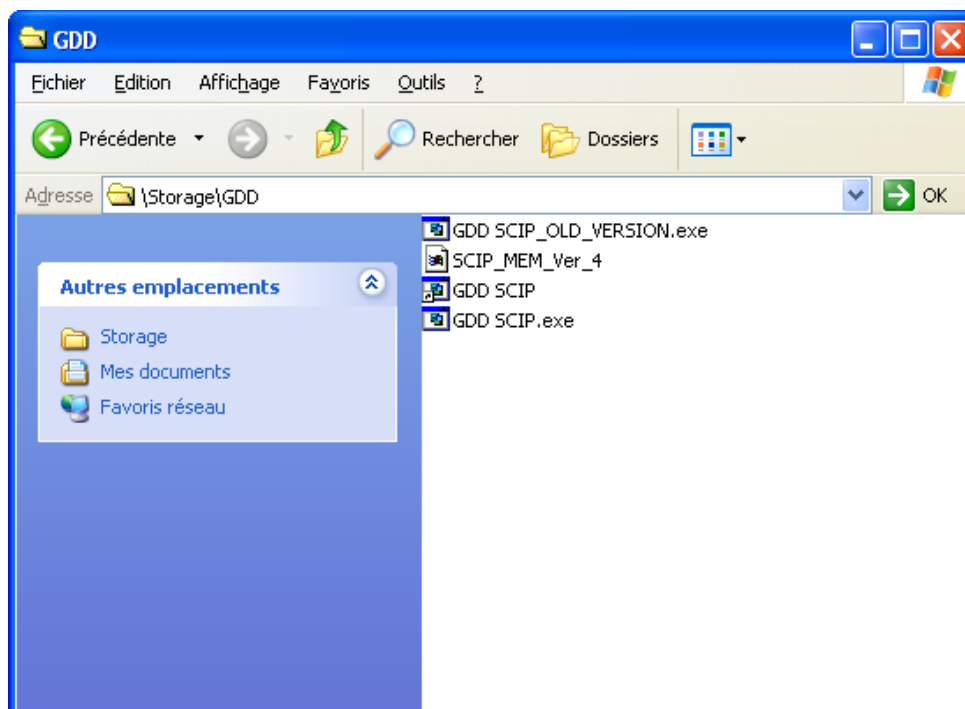 GDD
Fichier Edition Affichage Favoris Outils ?
Précédente Rechercher Dossiers
Adresse \Storage\GDD OK
GDD SCIP_OLD_VERSION.exe
SCIP_MEM_Ver_4
GDD SCIP
GDD SCIP.exe
Autres emplacements
Storage
Mes documents
Favoris réseau